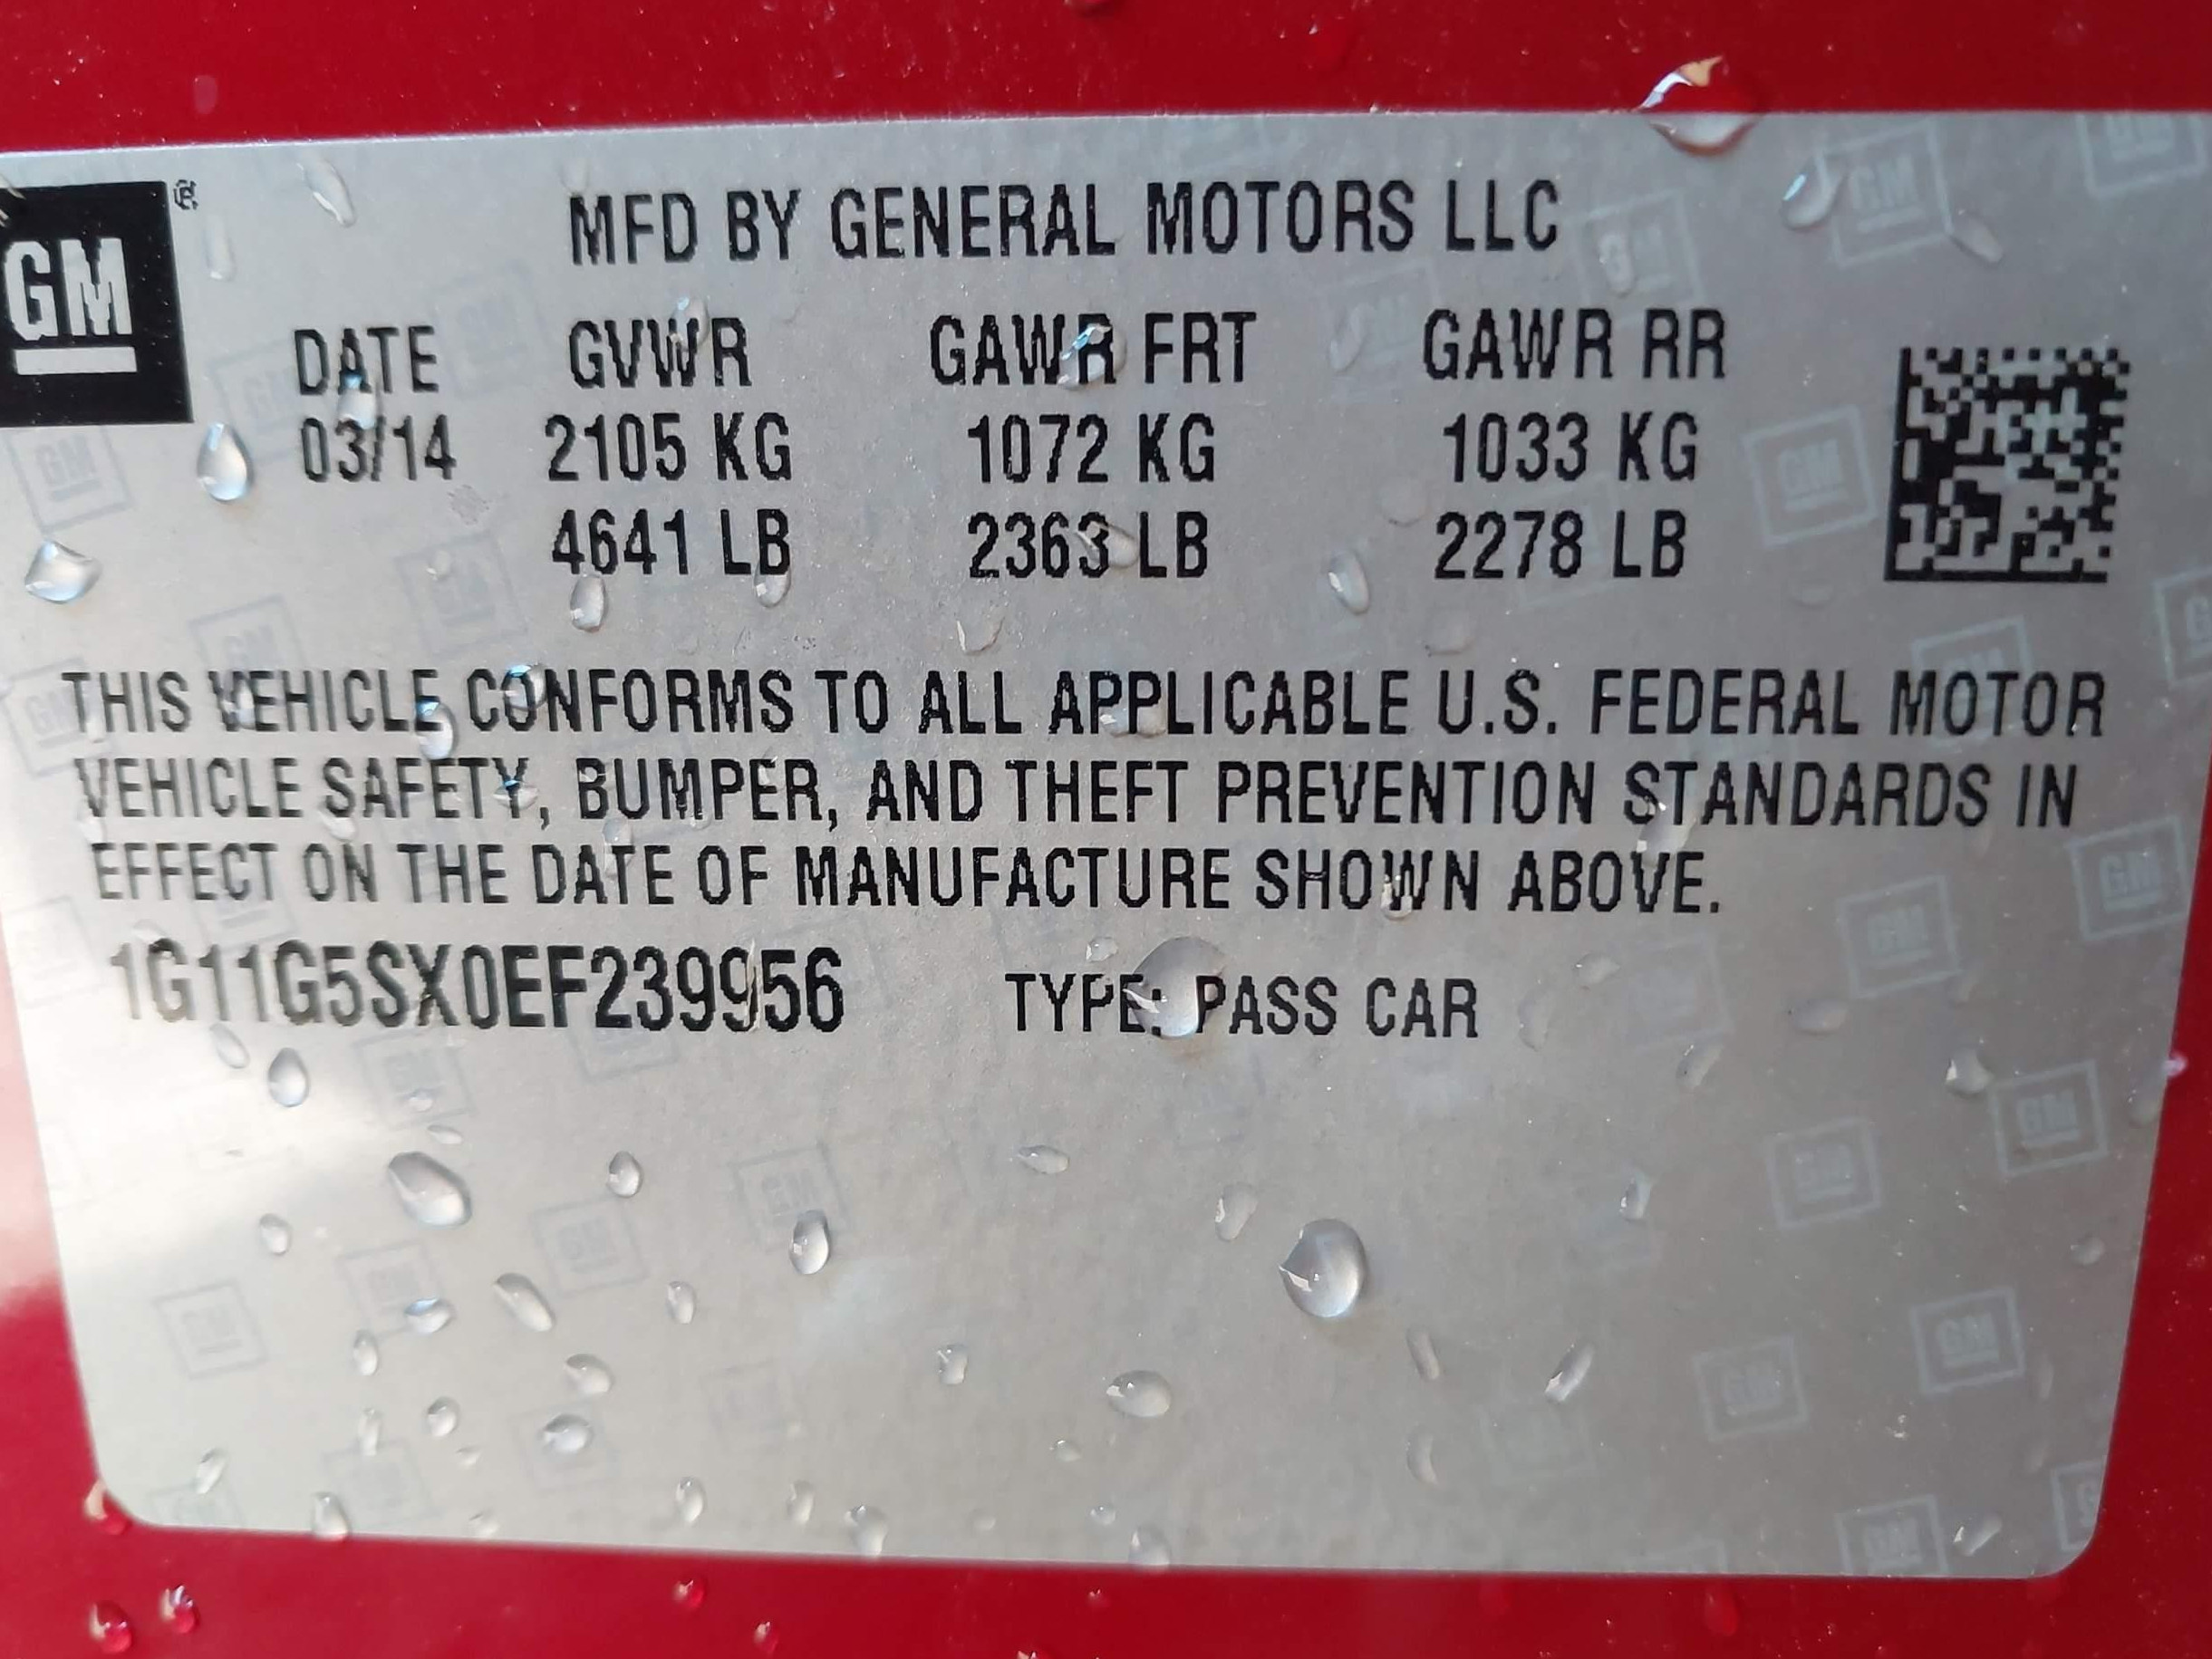 GM ®
MFD BY GENERAL MOTORS LLC
DATE GVWR GAWR FRT GAWR RR
03/14 2105 KG 1072 KG 1033 KG
4641 LB 2363 LB 2278 LB
THIS VEHICLE CONFORMS TO ALL APPLICABLE U.S. FEDERAL MOTOR
VEHICLE SAFETY, BUMPER, AND THEFT PREVENTION STANDARDS IN
EFFECT ON THE DATE OF MANUFACTURE SHOWN ABOVE.
1G11G5SX0EF239956 TYPE: PASS CAR